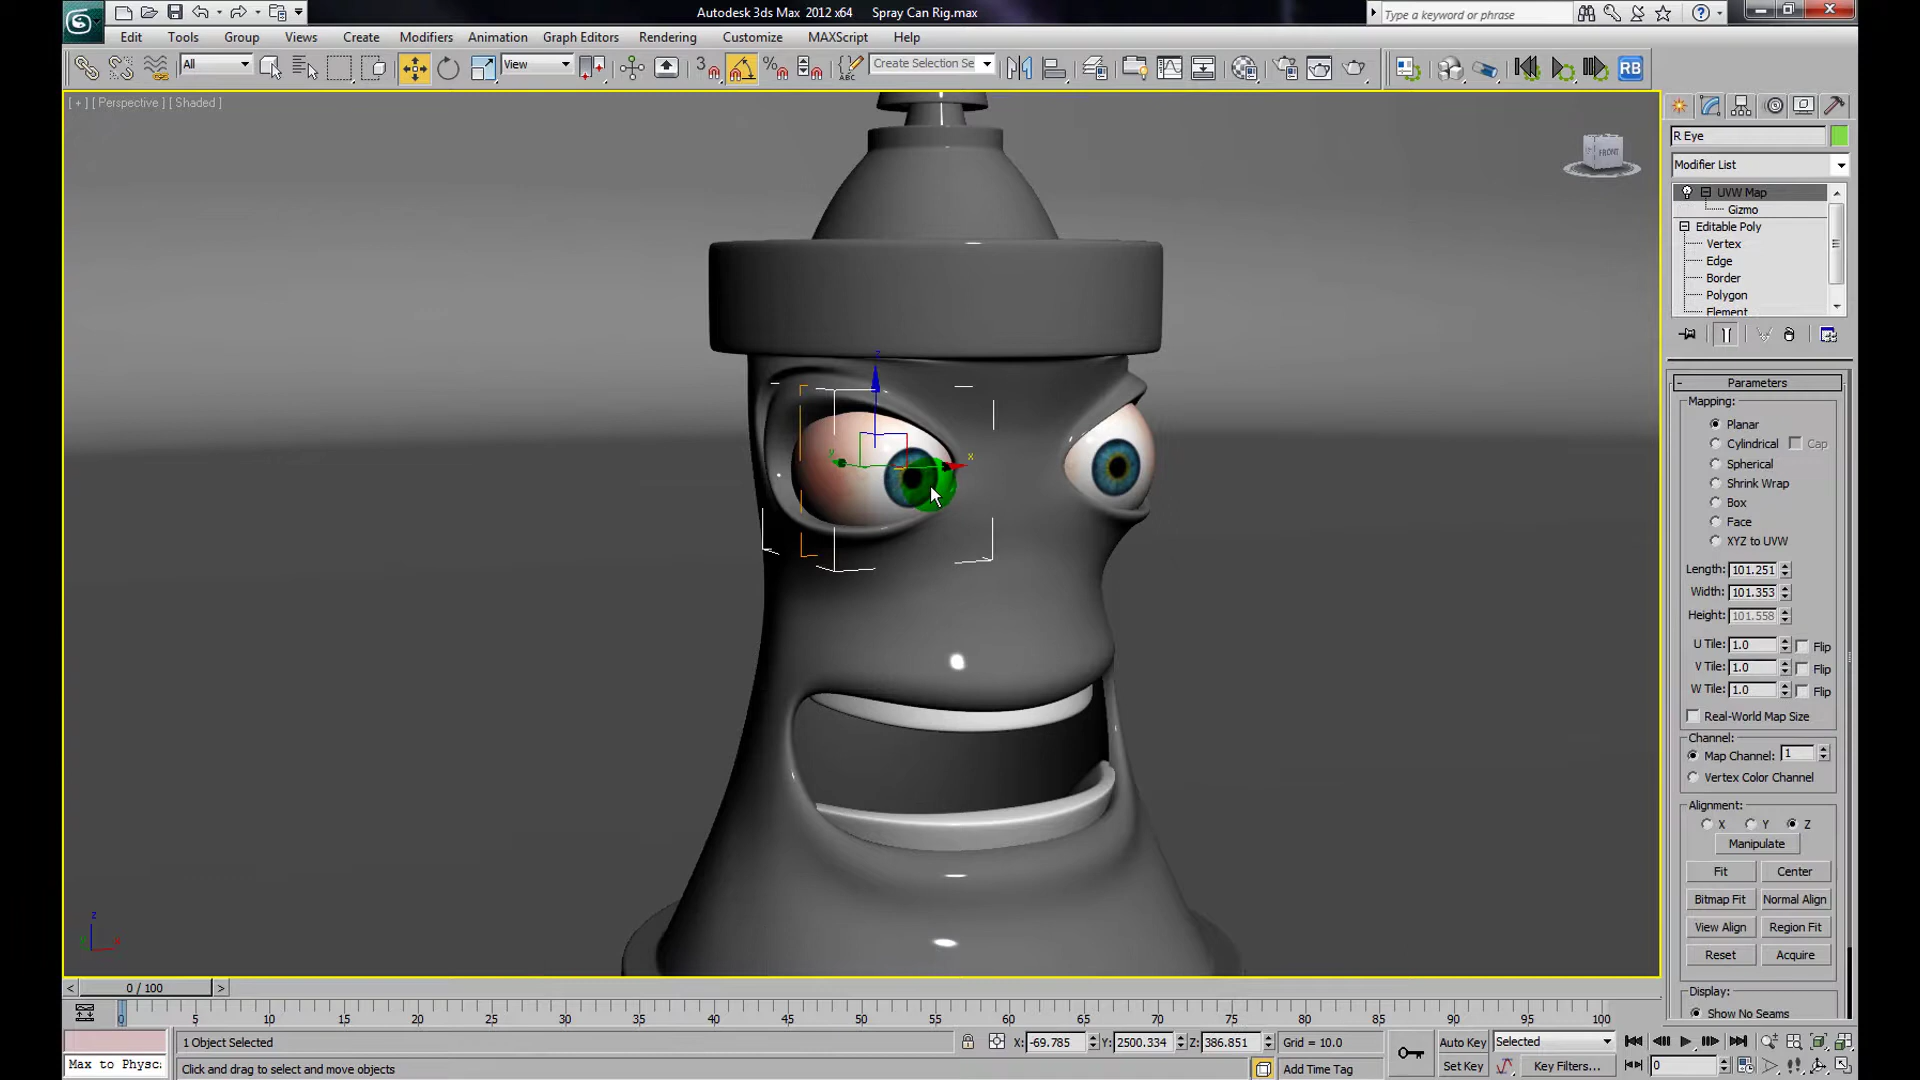 Autodesk 3ds Max 2012 x64 Spray Can Rig.max
Type a keyword or phrase
Edit Tools Group Views Create Modifiers Animation Graph Editors Rendering Customize MAXScript Help
All View 3 ABC Create Selection Se RB
[ + ] [ Perspective ] [ Shaded ]
FRONT
z
y x
R Eye
Modifier List
UVW Map
Gizmo
Editable Poly
Vertex
Edge
Border
Polygon
Element
Parameters
Mapping:
Planar
Cylindrical Cap
Spherical
Shrink Wrap
Box
Face
XYZ to UVW
Length: 101.251
Width: 101.353
Height: 101.558
U Tile: 1.0 Flip
V Tile: 1.0 Flip
W Tile: 1.0 Flip
Real-World Map Size
Channel:
Map Channel: 1
Vertex Color Channel
Alignment:
X Y Z
Manipulate
Fit Center
Bitmap Fit Normal Align
View Align Region Fit
Reset Acquire
Display:
Show No Seams
z
x
< 0 / 100 >
0 5 10 15 20 25 30 35 40 45 50 55 60 65 70 75 80 85 90 95 100
1 Object Selected X: -69.785 Y: 2500.334 Z: 386.851 Grid = 10.0 Auto Key Selected
Max to Physc: Click and drag to select and move objects Add Time Tag Set Key Key Filters... 0